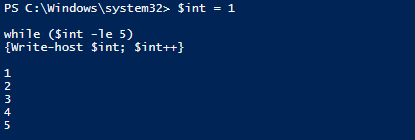 PS C:\Windows\system32> $int = 1
while ($int -le 5)
{Write-host $int; $int++}
1
2
3
4
5